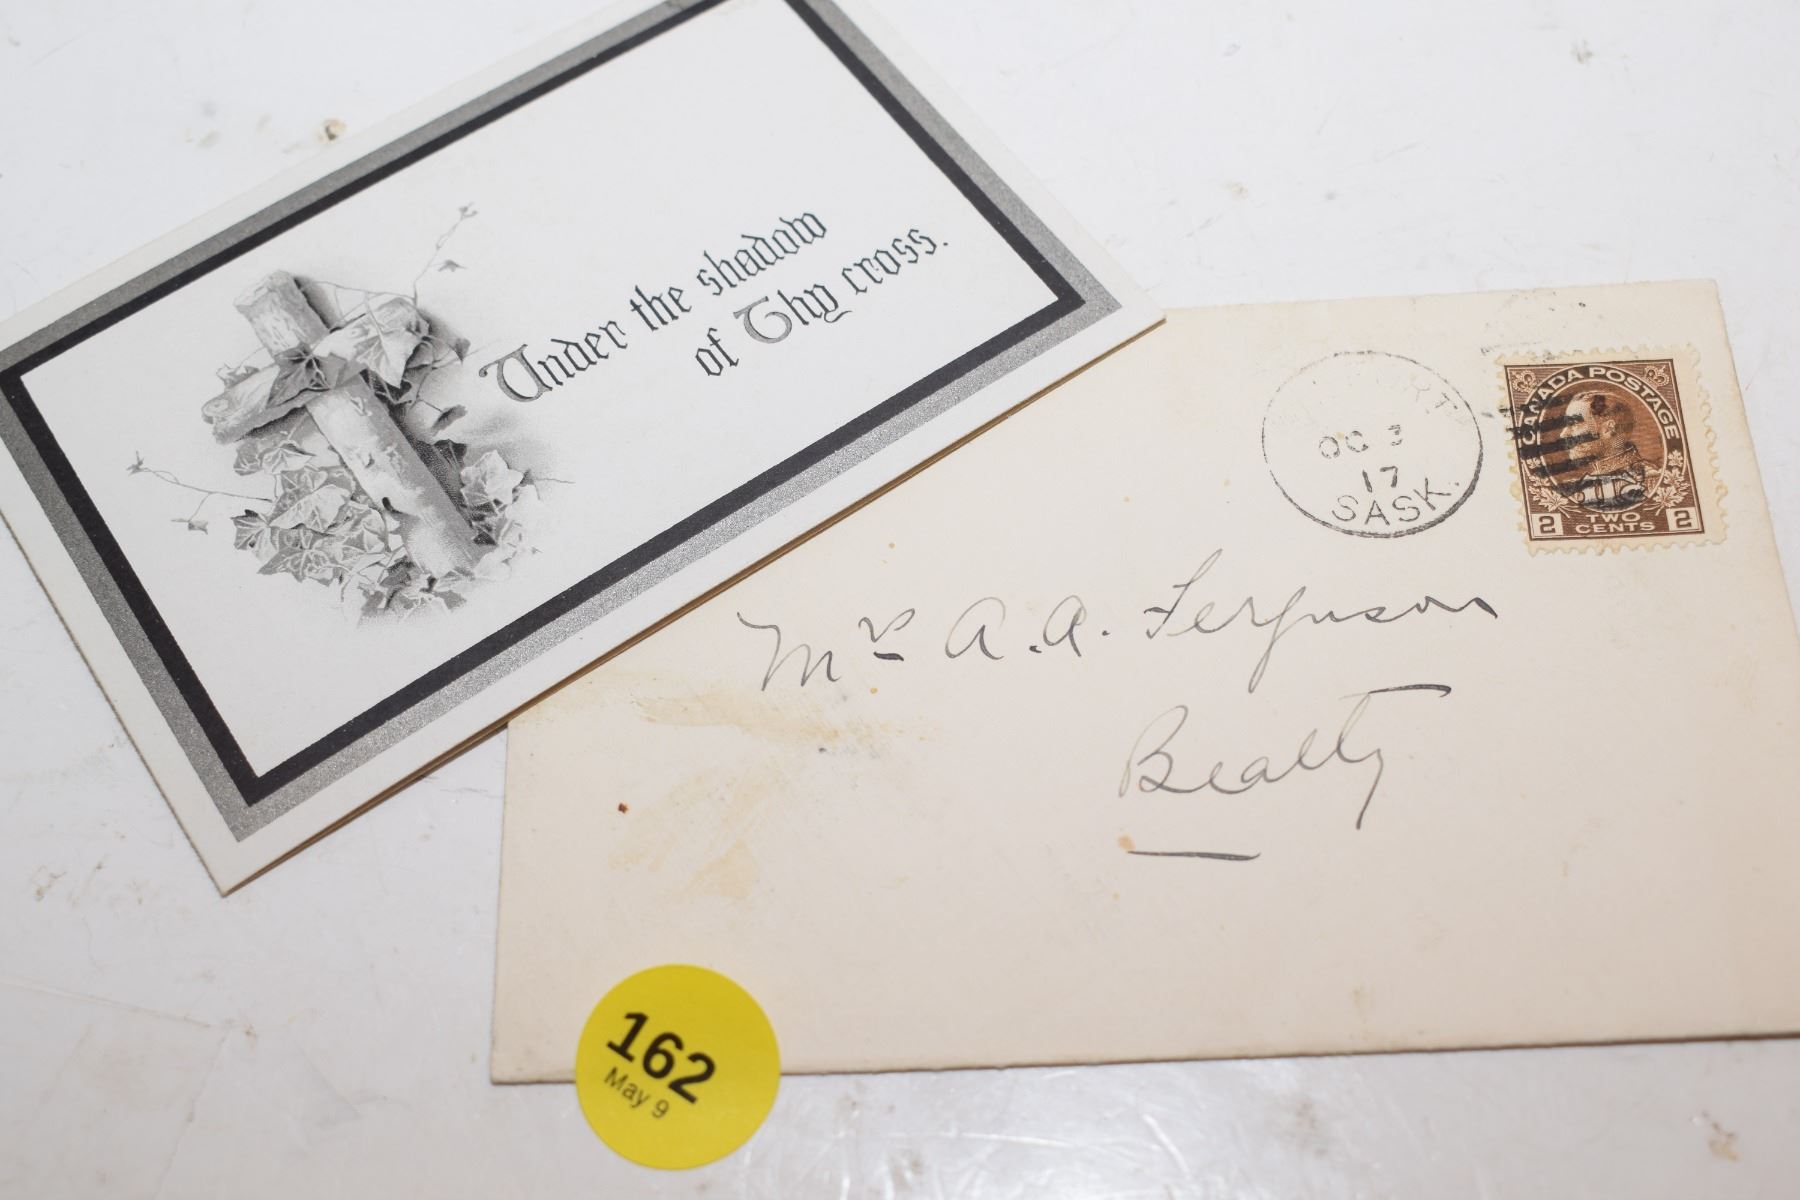 Under the shadow
of Thy cross.
OC 3
17
SASK.
CANADA POSTAGE
2 TWO CENTS 2
Mr A. A. Ferguson
Beatty
162
May 9